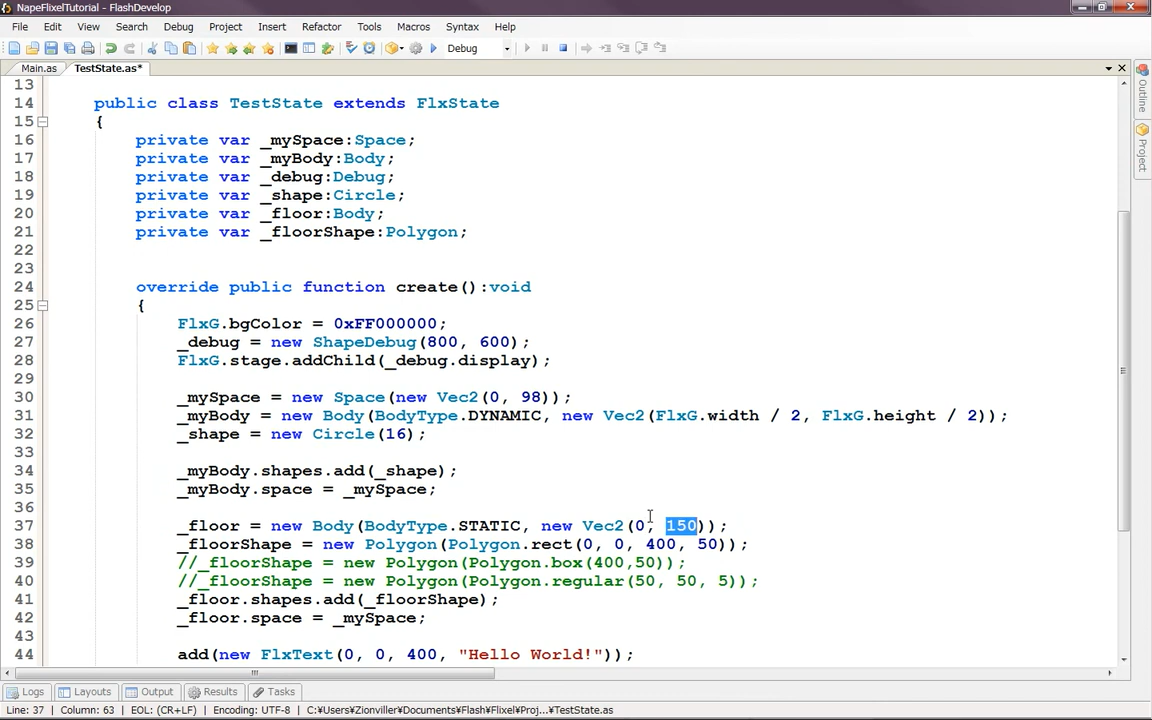 NapeFlixelTutorial - FlashDevelop
File Edit View Search Debug Project Insert Refactor Tools Macros Syntax Help
Debug
Main.as TestState.as*
13
14 public class TestState extends FlxState
15 {
16 private var _mySpace:Space;
17 private var _myBody:Body;
18 private var _debug:Debug;
19 private var _shape:Circle;
20 private var _floor:Body;
21 private var _floorShape:Polygon;
22
23
24 override public function create():void
25 {
26 FlxG.bgColor = 0xFF000000;
27 _debug = new ShapeDebug(800, 600);
28 FlxG.stage.addChild(_debug.display);
29
30 _mySpace = new Space(new Vec2(0, 98));
31 _myBody = new Body(BodyType.DYNAMIC, new Vec2(FlxG.width / 2, FlxG.height / 2));
32 _shape = new Circle(16);
33
34 _myBody.shapes.add(_shape);
35 _myBody.space = _mySpace;
36
37 _floor = new Body(BodyType.STATIC, new Vec2(0, 150));
38 _floorShape = new Polygon(Polygon.rect(0, 0, 400, 50));
39 //_floorShape = new Polygon(Polygon.box(400,50));
40 //_floorShape = new Polygon(Polygon.regular(50, 50, 5));
41 _floor.shapes.add(_floorShape);
42 _floor.space = _mySpace;
43
44 add(new FlxText(0, 0, 400, "Hello World!"));
Outline
Project
Logs Layouts Output Results Tasks
Line: 37 Column: 63 EOL: (CR+LF) Encoding: UTF-8 C:¥Users¥Zionviller¥Documents¥Flash¥Flixel¥Proj...¥TestState.as